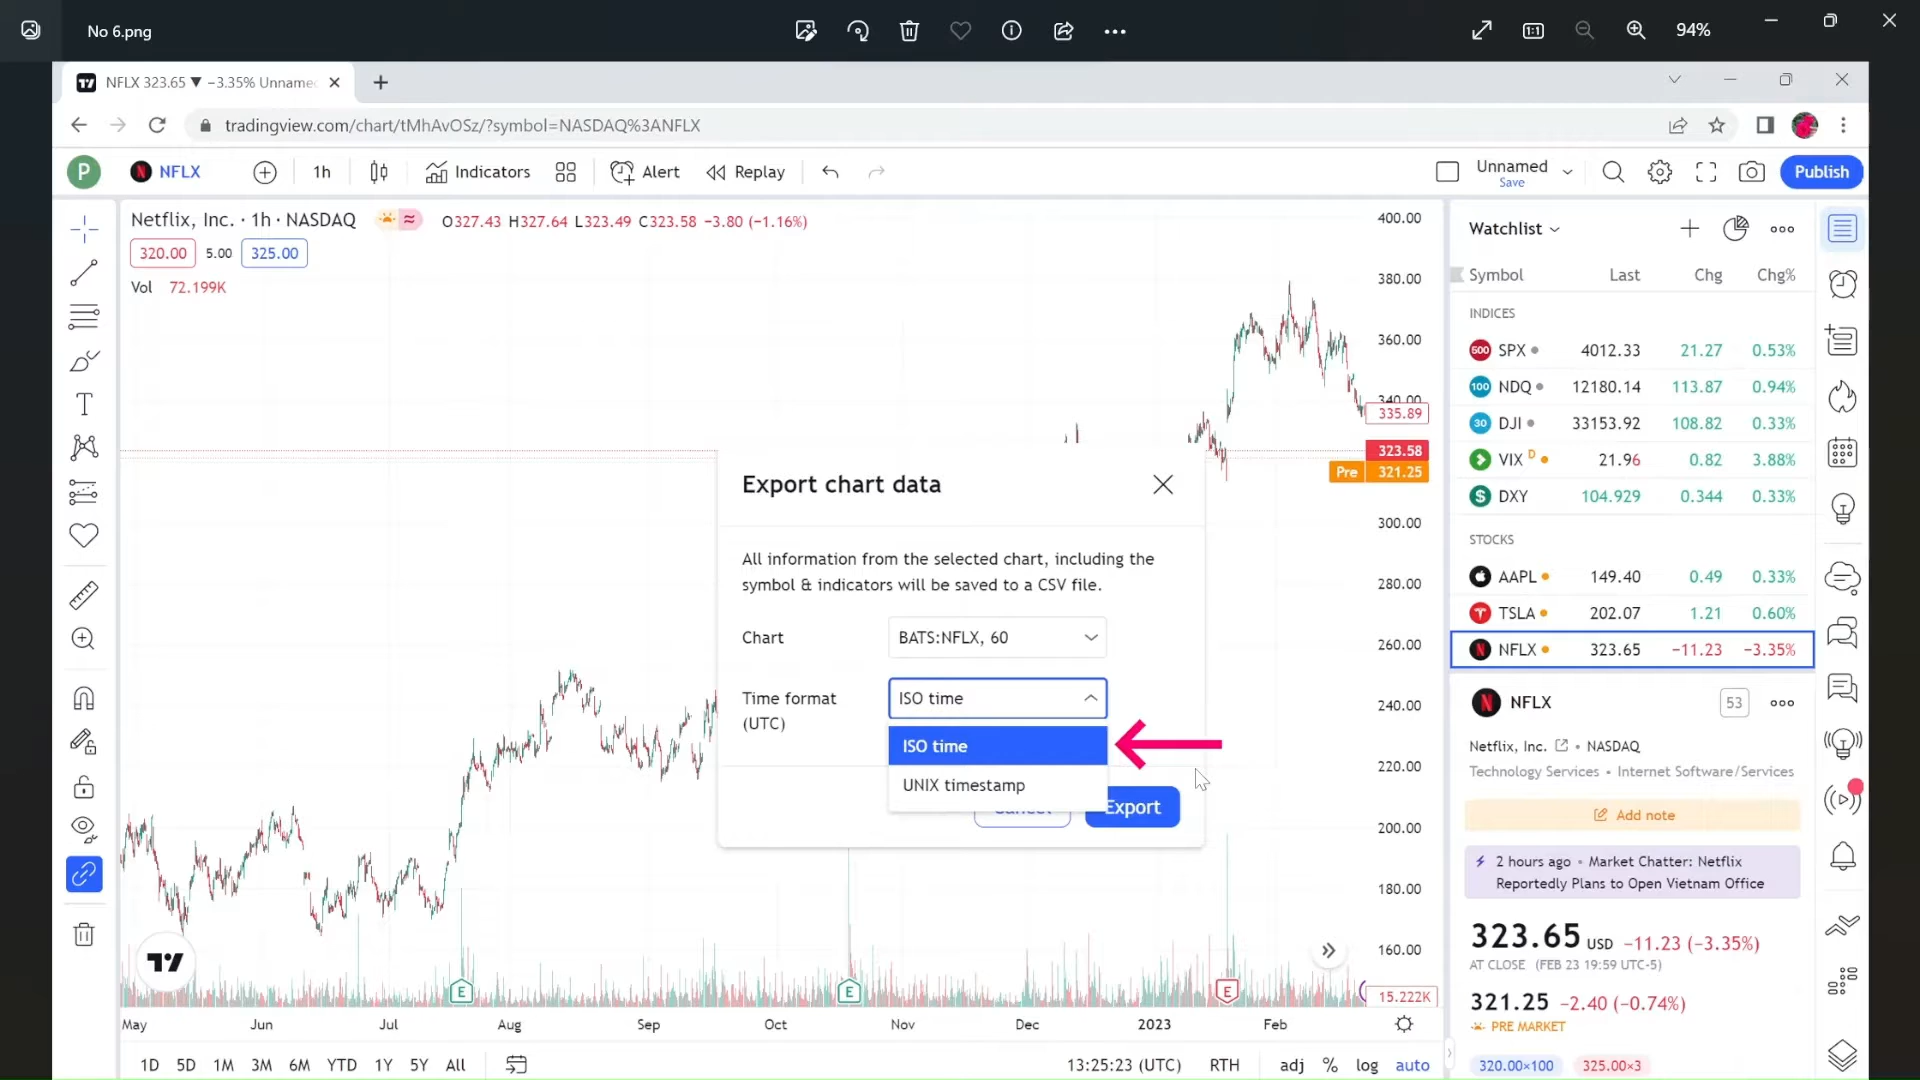 No 6.png
94%
NFLX 323.65 ▼ −3.35% Unname
tradingview.com/chart/tMhAvOSz/?symbol=NASDAQ%3ANFLX
P
NFLX
1h
Indicators
Alert
Replay
Unnamed
Save
Publish
Netflix, Inc. · 1h · NASDAQ
O327.43 H327.64 L323.49 C323.58 −3.80 (−1.16%)
320.00 5.00 325.00
Vol 72.199K
400.00
380.00
360.00
340.00
335.89
323.58
Pre 321.25
300.00
280.00
260.00
240.00
220.00
200.00
180.00
160.00
15.222K
Export chart data
All information from the selected chart, including the
symbol & indicators will be saved to a CSV file.
Chart
BATS:NFLX, 60
Time format
(UTC)
ISO time
ISO time
UNIX timestamp
Cancel
Export
E
E
E
May Jun Jul Aug Sep Oct Nov Dec 2023 Feb
1D 5D 1M 3M 6M YTD 1Y 5Y All
13:25:23 (UTC) RTH adj % log auto
Watchlist
Symbol Last Chg Chg%
INDICES
500 SPX 4012.33 21.27 0.53%
100 NDQ 12180.14 113.87 0.94%
30 DJI 33153.92 108.82 0.33%
VIX D 21.96 0.82 3.88%
$ DXY 104.929 0.344 0.33%
STOCKS
AAPL 149.40 0.49 0.33%
TSLA 202.07 1.21 0.60%
NFLX 323.65 −11.23 −3.35%
NFLX
53
Netflix, Inc. • NASDAQ
Technology Services • Internet Software/Services
Add note
2 hours ago • Market Chatter: Netflix
Reportedly Plans to Open Vietnam Office
323.65 USD −11.23 (−3.35%)
AT CLOSE (FEB 23 19:59 UTC-5)
321.25 −2.40 (−0.74%)
PRE MARKET
320.00×100 325.00×3